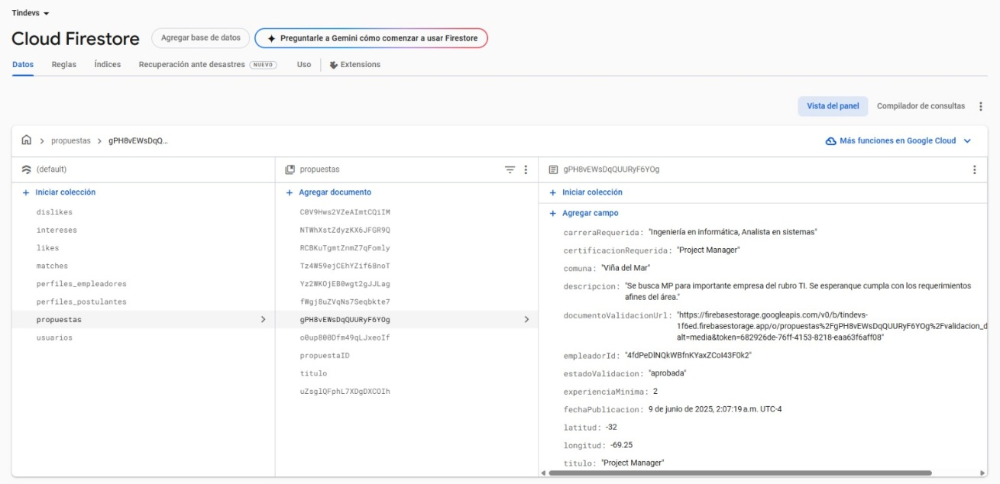 Tindevs
Cloud Firestore
Agregar base de datos
Preguntarle a Gemini cómo comenzar a usar Firestore
Datos
Reglas
Índices
Recuperación ante desastres
NUEVO
Uso
Extensions
Vista del panel
Compilador de consultas
propuestas
gPH8vEWsDqQ...
Más funciones en Google Cloud
(default)
Iniciar colección
dislikes
intereses
likes
matches
perfiles_empleadores
perfiles_postulantes
propuestas
usuarios
propuestas
Agregar documento
C0V9Hws2VZeAImtCQiIM
NTWhXstZdyzKX6JFGR9Q
RCBKuTgmtZnmZ7qFomly
Tz4W59ejCEhYZif68noT
Yz2WKOjEB0wgt2gJJLag
fWgj8uZVqNs7Seqbkte7
gPH8vEWsDqQUURyF6YOg
o0up800Dfm49qLJxeoIf
propuestaID
titulo
uZsglQFphL7XDgDXCOIh
gPH8vEWsDqQUURyF6YOg
Iniciar colección
Agregar campo
carreraRequerida: "Ingeniería en informática, Analista en sistemas"
certificacionRequerida: "Project Manager"
comuna: "Viña del Mar"
descripcion: "Se busca MP para importante empresa del rubro TI. Se esperanque cumpla con los requerimientos
afines del área."
documentoValidacionUrl: "https://firebasestorage.googleapis.com/v0/b/tindevs-
1f6ed.firebasestorage.app/o/propuestas%2FgPH8vEWsDqQUURyF6YOg%2Fvalidacion_d
alt=media&token=682926de-76ff-4153-8218-eaa63f6aff08"
empleadorId: "4fdPeDlNQkWBfnKYaxZCoI43F0k2"
estadoValidacion: "aprobada"
experienciaMinima: 2
fechaPublicacion: 9 de junio de 2025, 2:07:19 a.m. UTC-4
latitud: -32
longitud: -69.25
titulo: "Project Manager"